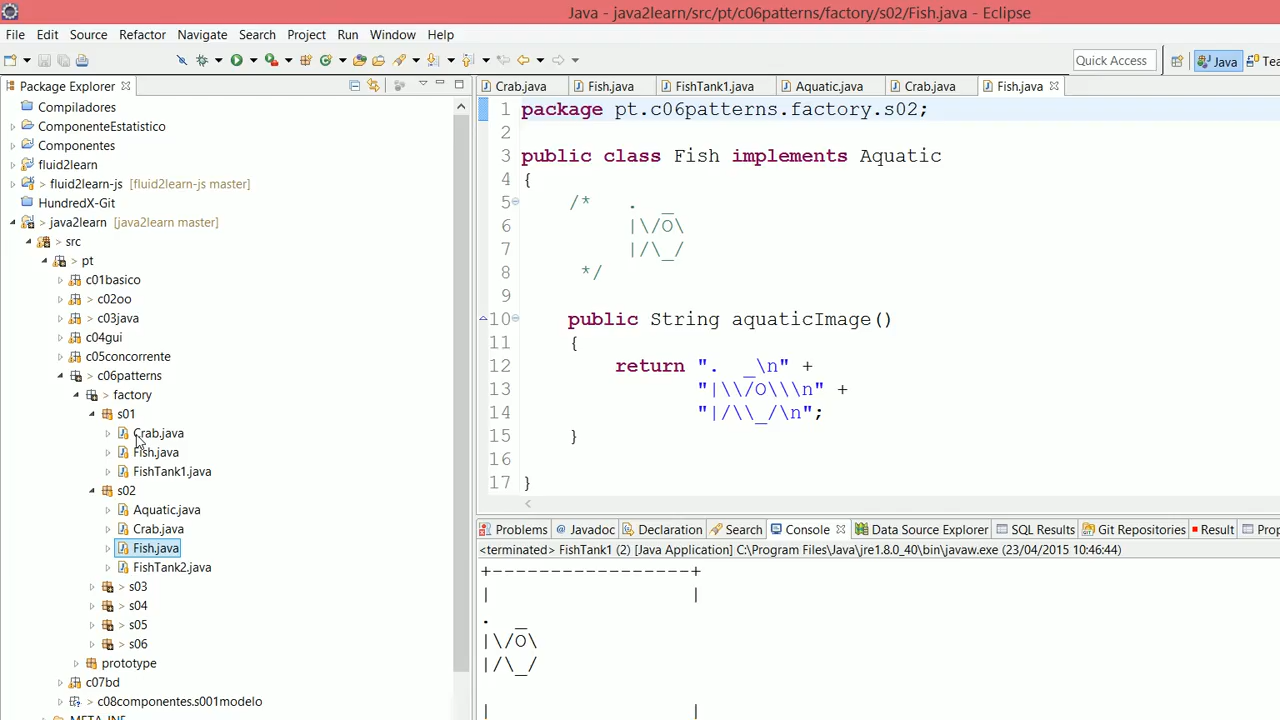 Java - java2learn/src/pt/c06patterns/factory/s02/Fish.java - Eclipse
File Edit Source Refactor Navigate Search Project Run Window Help
Quick Access
Java
Tea
Package Explorer
Crab.java Fish.java FishTank1.java Aquatic.java Crab.java Fish.java
Compiladores
ComponenteEstatistico
Componentes
fluid2learn
> fluid2learn-js [fluid2learn-js master]
HundredX-Git
> java2learn [java2learn master]
> src
> pt
c01basico
> c02oo
> c03java
c04gui
c05concorrente
> c06patterns
> factory
s01
Crab.java
Fish.java
FishTank1.java
s02
Aquatic.java
Crab.java
Fish.java
FishTank2.java
> s03
> s04
> s05
> s06
prototype
c07bd
> c08componentes.s001modelo
META-INF
1 package pt.c06patterns.factory.s02;
2
3 public class Fish implements Aquatic
4 {
5     /*   .  _
6          |\/O\
7          |/\_/
8      */
9
10     public String aquaticImage()
11     {
12         return ".  _\n" +
13                "|\\/O\\\n" +
14                "|/\\_/\n";
15     }
16
17 }
Problems Javadoc Declaration Search Console Data Source Explorer SQL Results Git Repositories Result Prop
<terminated> FishTank1 (2) [Java Application] C:\Program Files\Java\jre1.8.0_40\bin\javaw.exe (23/04/2015 10:46:44)
+-----------------+
|                 |
.  _
|\/O\
|/\_/
|                 |